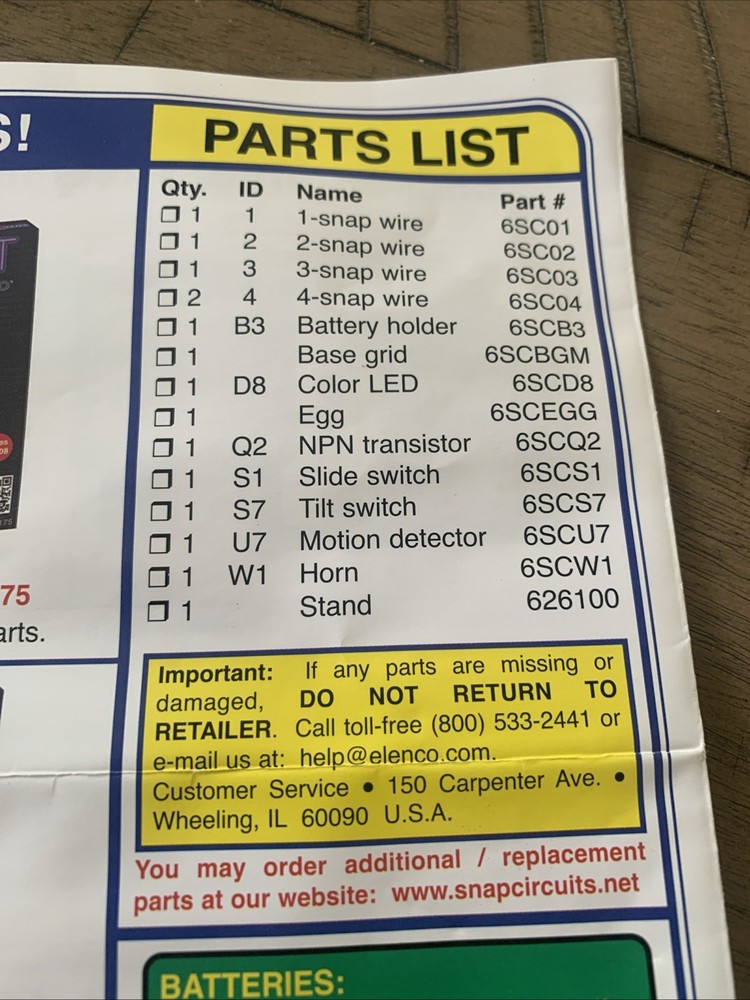 S!
PARTS LIST
Qty. ID Name Part #
❒ 1 1 1-snap wire 6SC01
❒ 1 2 2-snap wire 6SC02
❒ 1 3 3-snap wire 6SC03
❒ 2 4 4-snap wire 6SC04
❒ 1 B3 Battery holder 6SCB3
❒ 1 Base grid 6SCBGM
❒ 1 D8 Color LED 6SCD8
❒ 1 Egg 6SCEGG
❒ 1 Q2 NPN transistor 6SCQ2
❒ 1 S1 Slide switch 6SCS1
❒ 1 S7 Tilt switch 6SCS7
❒ 1 U7 Motion detector 6SCU7
❒ 1 W1 Horn 6SCW1
❒ 1 Stand 626100
75
arts.
Important: If any parts are missing or
damaged, DO NOT RETURN TO
RETAILER. Call toll-free (800) 533-2441 or
e-mail us at: help@elenco.com.
Customer Service • 150 Carpenter Ave. •
Wheeling, IL 60090 U.S.A.
You may order additional / replacement
parts at our website: www.snapcircuits.net
BATTERIES: